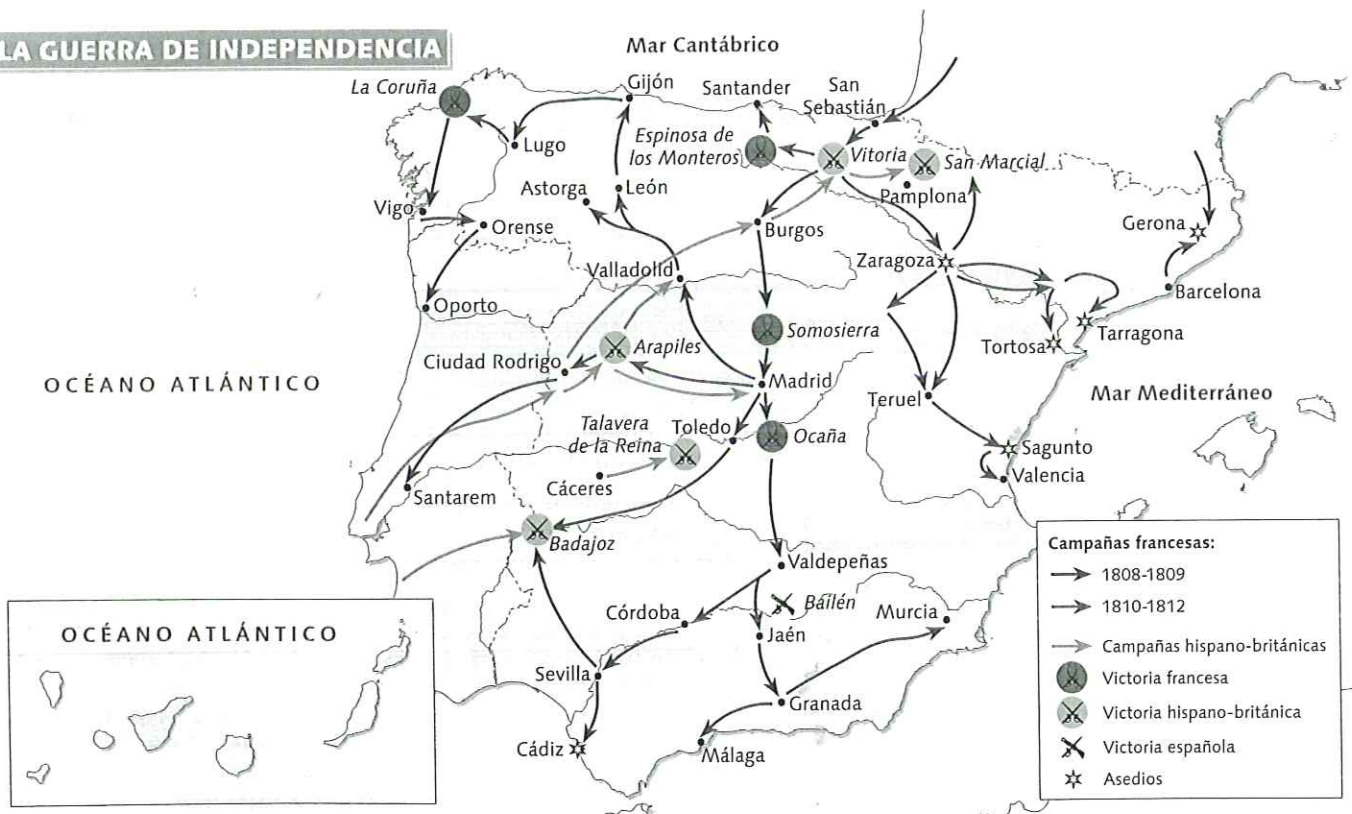 LA GUERRA DE INDEPENDENCIA
Mar Cantábrico
La Coruña
Gijón
Santander
San
Sebastián
Lugo
Espinosa de
los Monteros
Vitoria
San Marcial
Astorga
León
Pamplona
Vigo
Orense
Burgos
Gerona
Zaragoza
Valladolid
Barcelona
Oporto
Somosierra
Tarragona
Ciudad Rodrigo
Arapiles
Tortosa
OCÉANO ATLÁNTICO
Madrid
Mar Mediterráneo
Teruel
Talavera
de la Reina
Toledo
Ocaña
Sagunto
Valencia
Santarem
Cáceres
Badajoz
Valdepeñas
Bailén
Córdoba
Murcia
Jaén
Sevilla
Granada
Cádiz
Málaga
OCÉANO ATLÁNTICO
Campañas francesas:
1808-1809
1810-1812
Campañas hispano-británicas
Victoria francesa
Victoria hispano-británica
Victoria española
Asedios